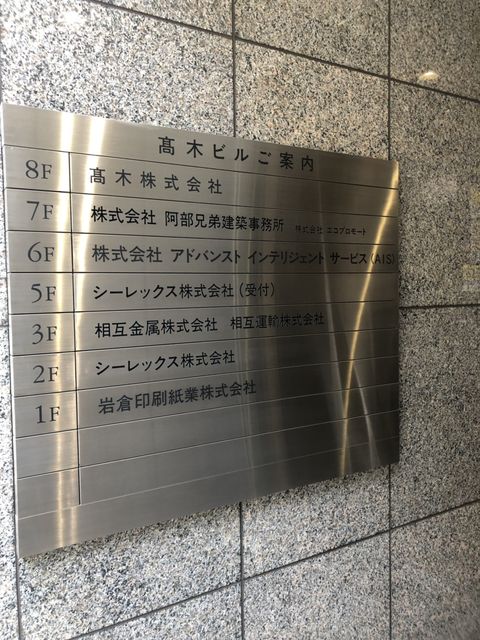 髙木ビルご案内
8F 髙木株式会社
7F 株式会社 阿部兄弟建築事務所 株式会社 エコプロモート
6F 株式会社 アドバンスト インテリジェント サービス(AIS)
5F シーレックス株式会社(受付)
3F 相互金属株式会社 相互運輸株式会社
2F シーレックス株式会社
1F 岩倉印刷紙業株式会社